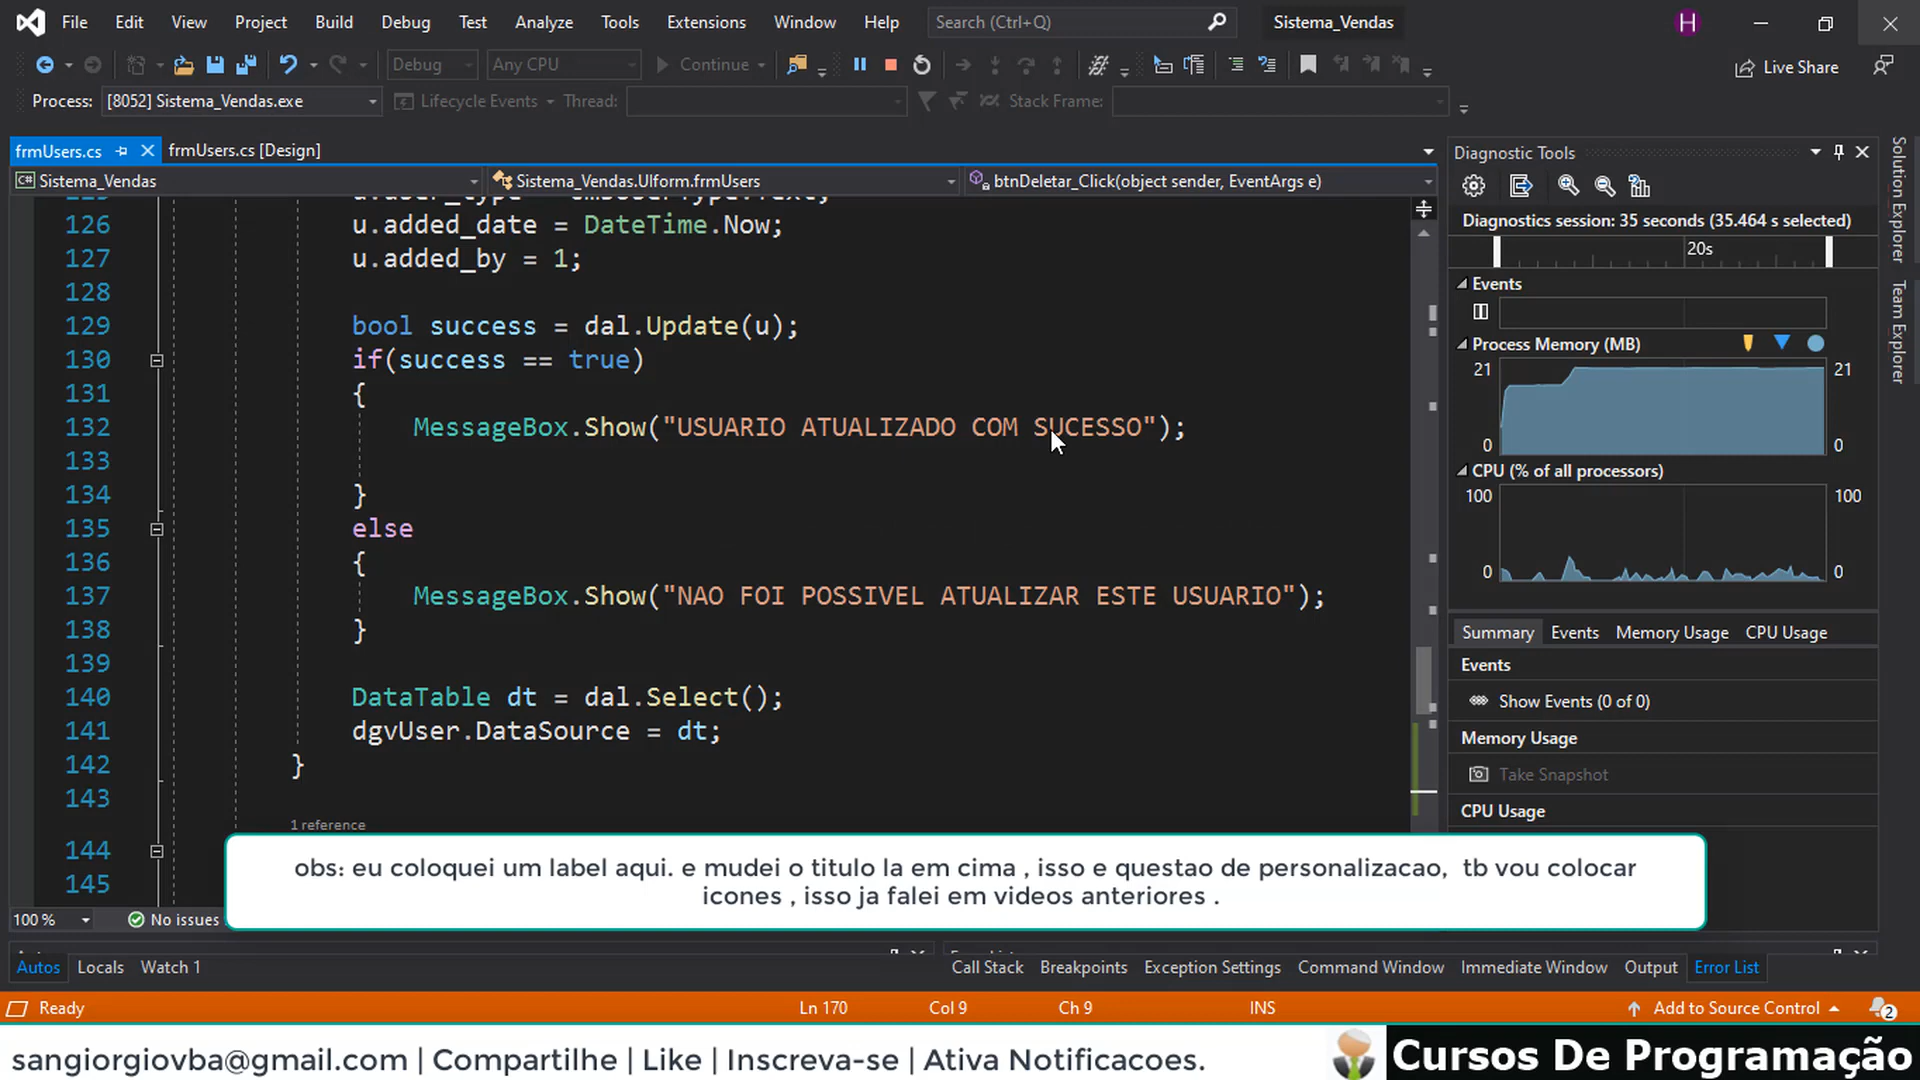 File Edit View Project Build Debug Test Analyze Tools Extensions Window Help Search (Ctrl+Q) Sistema_Vendas H
Debug Any CPU Continue Live Share
Process: [8052] Sistema_Vendas.exe Lifecycle Events Thread: Stack Frame:
frmUsers.cs frmUsers.cs [Design]
Sistema_Vendas Sistema_Vendas.UIform.frmUsers btnDeletar_Click(object sender, EventArgs e)
126 u.added_date = DateTime.Now;
127 u.added_by = 1;
128
129 bool success = dal.Update(u);
130 if(success == true)
131 {
132 MessageBox.Show("USUARIO ATUALIZADO COM SUCESSO");
133
134 }
135 else
136 {
137 MessageBox.Show("NAO FOI POSSIVEL ATUALIZAR ESTE USUARIO");
138 }
139
140 DataTable dt = dal.Select();
141 dgvUser.DataSource = dt;
142 }
143
1 reference
144
145
100 % No issues
Diagnostic Tools
Diagnostics session: 35 seconds (35.464 s selected)
20s
Events
Process Memory (MB)
21 21
0 0
CPU (% of all processors)
100 100
0 0
Summary Events Memory Usage CPU Usage
Events
Show Events (0 of 0)
Memory Usage
Take Snapshot
CPU Usage
Solution Explorer
Team Explorer
obs: eu coloquei um label aqui. e mudei o titulo la em cima , isso e questao de personalizacao, tb vou colocar
icones , isso ja falei em videos anteriores .
Autos Locals Watch 1 Call Stack Breakpoints Exception Settings Command Window Immediate Window Output Error List
Ready Ln 170 Col 9 Ch 9 INS Add to Source Control 2
sangiorgiovba@gmail.com | Compartilhe | Like | Inscreva-se | Ativa Notificacoes. Cursos De Programação